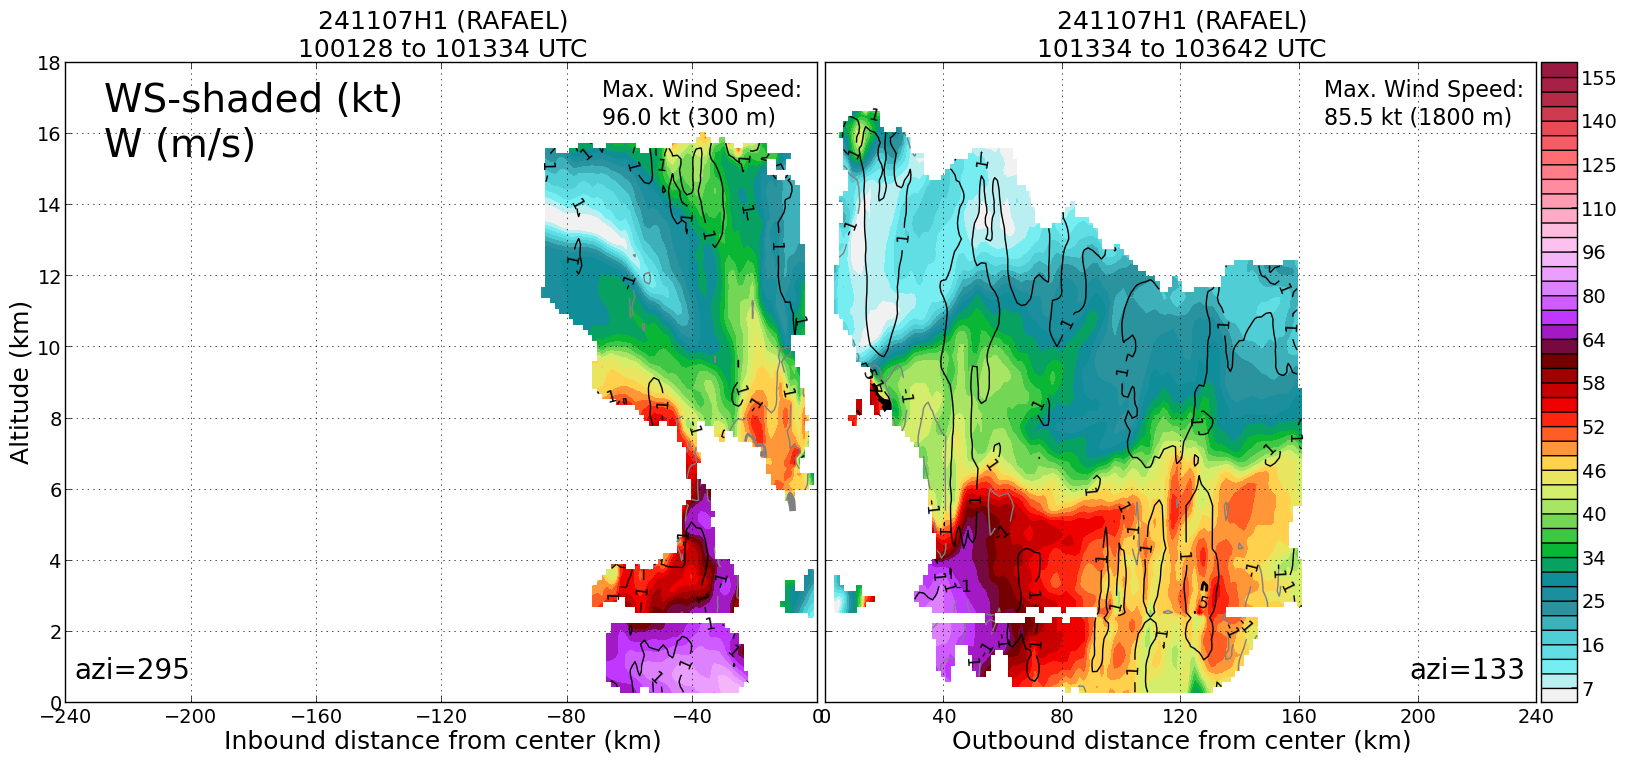 241107H1 (RAFAEL)
100128 to 101334 UTC
241107H1 (RAFAEL)
101334 to 103642 UTC
WS-shaded (kt)
W (m/s)
Max. Wind Speed:
96.0 kt (300 m)
Max. Wind Speed:
85.5 kt (1800 m)
18
16
14
12
10
8
6
4
2
0
Altitude (km)
azi=295
azi=133
155
140
125
110
96
80
64
58
52
46
40
34
25
16
7
−240 −200 −160 −120 −80 −40 0
0 40 80 120 160 200 240
Inbound distance from center (km)
Outbound distance from center (km)